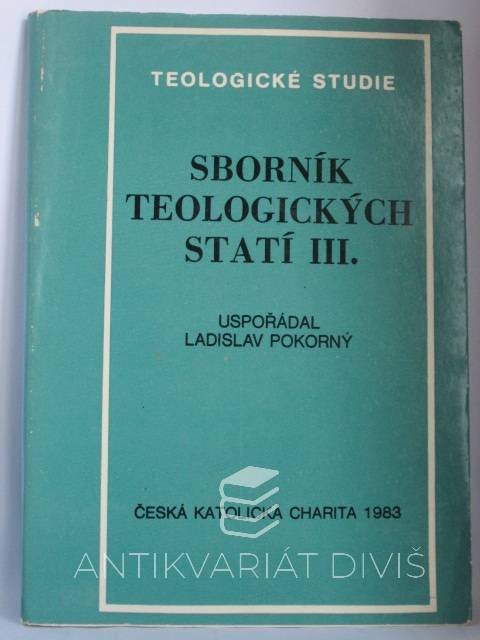 TEOLOGICKÉ STUDIE
SBORNÍK
TEOLOGICKÝCH
STATÍ III.
USPOŘÁDAL
LADISLAV POKORNÝ
ČESKÁ KATOLICKÁ CHARITA 1983
ANTIKVARIÁT DIVIŠ